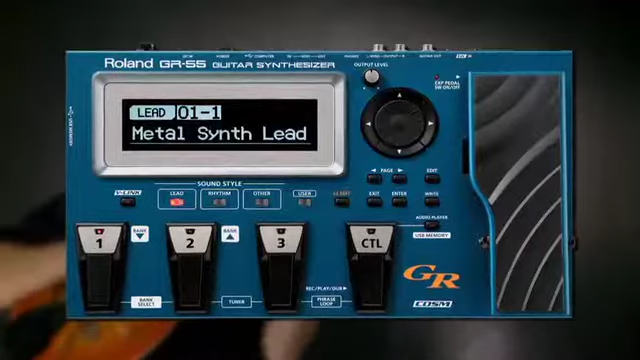 Roland GR-55 GUITAR SYNTHESIZER
OUTPUT LEVEL
EXP PEDAL
SW ON/OFF
LEAD 01-1
Metal Synth Lead
PAGE
EDIT
SOUND STYLE
V-LINK
LEAD
RHYTHM
OTHER
USER
EXIT
ENTER
WRITE
AUDIO PLAYER
USB MEMORY
1
BANK
2
BANK
3
CTL
GR
REC/PLAY/DUB
BANK
SELECT
TUNER
PHRASE
LOOP
COSM